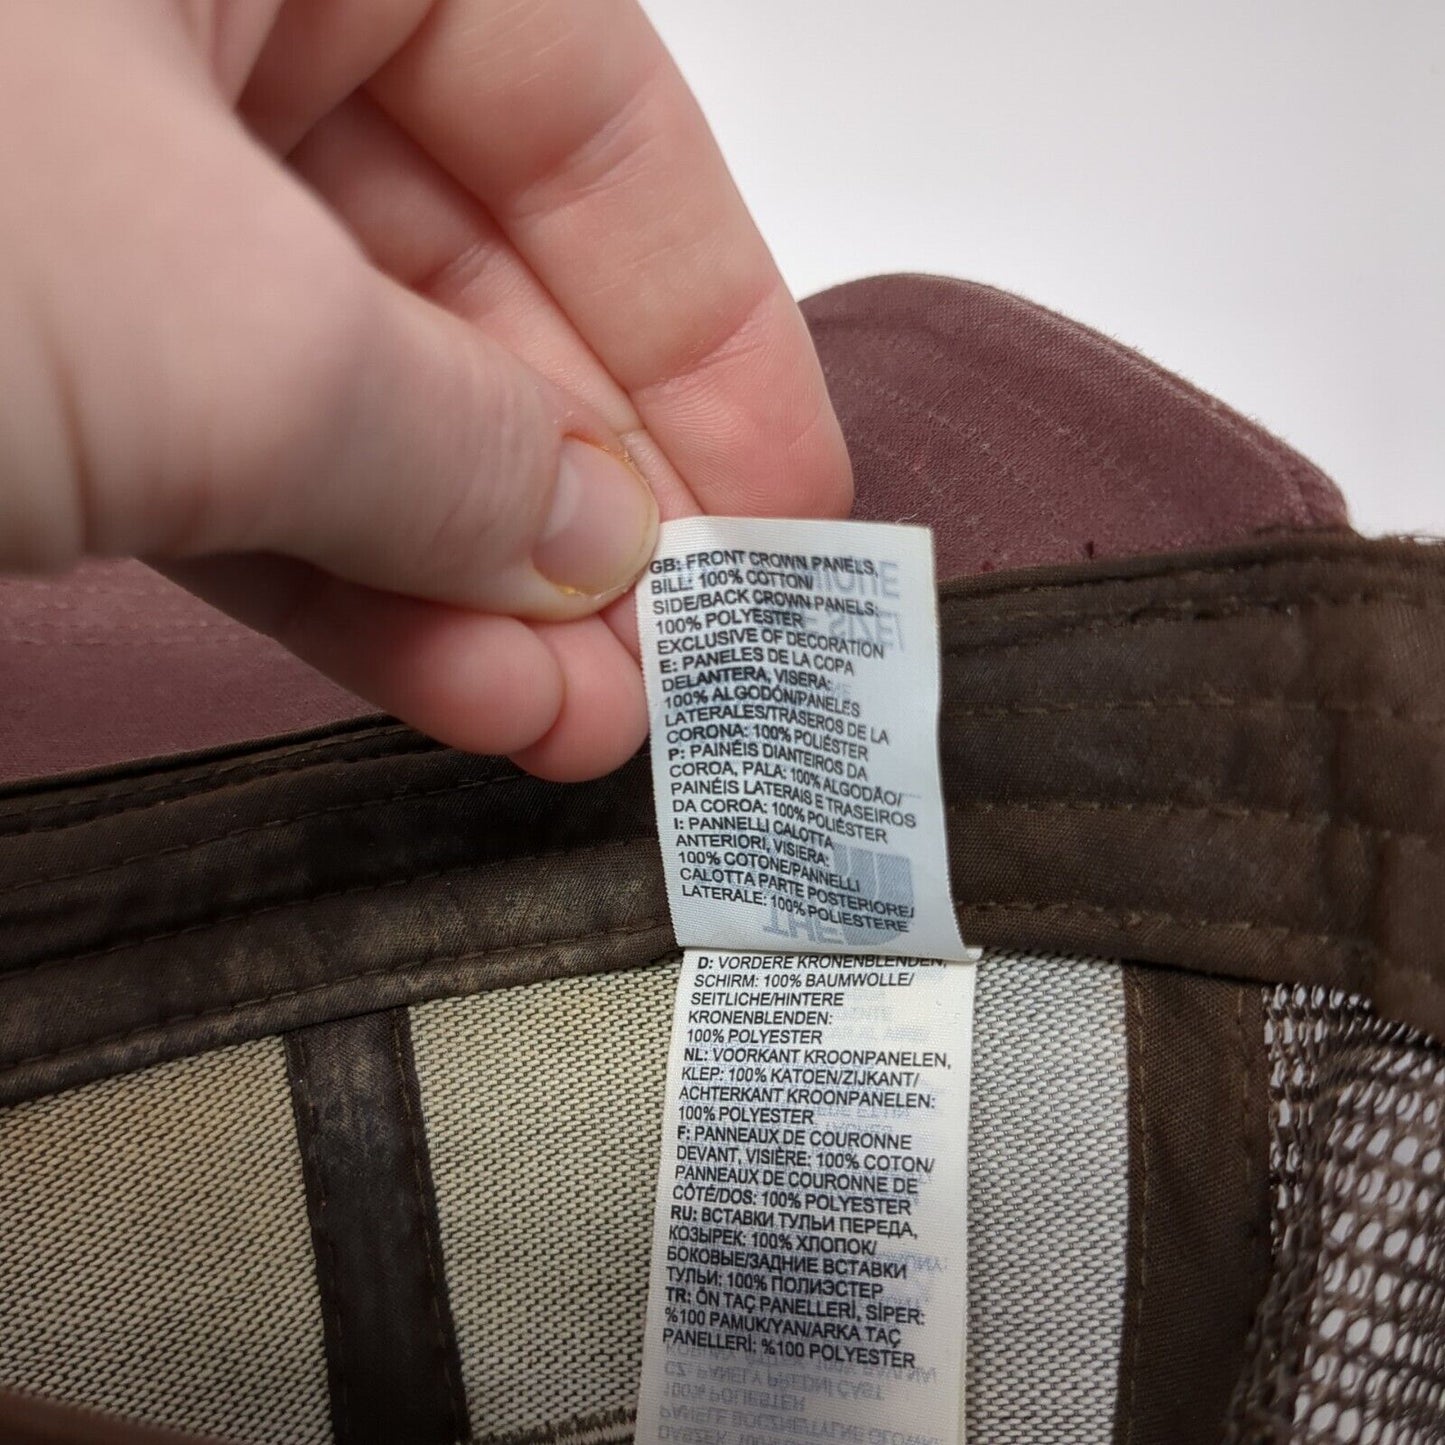 GB: FRONT CROWN PANELS,
BILL: 100% COTTON/
SIDE/BACK CROWN PANELS:
100% POLYESTER
EXCLUSIVE OF DECORATION
E: PANELES DE LA COPA
DELANTERA, VISERA:
100% ALGODÓN/PANELES
LATERALES/TRASEROS DE LA
CORONA: 100% POLIÉSTER
P: PAINÉIS DIANTEIROS DA
COROA, PALA: 100% ALGODÃO/
PAINÉIS LATERAIS E TRASEIROS
DA COROA: 100% POLIÉSTER
I: PANNELLI CALOTTA
ANTERIORI, VISIERA:
100% COTONE/PANNELLI
CALOTTA PARTE POSTERIORE/
LATERALE: 100% POLIESTERE
D: VORDERE KRONENBLENDEN,
SCHIRM: 100% BAUMWOLLE/
SEITLICHE/HINTERE
KRONENBLENDEN:
100% POLYESTER
NL: VOORKANT KROONPANELEN,
KLEP: 100% KATOEN/ZIJKANT/
ACHTERKANT KROONPANELEN:
100% POLYESTER
F: PANNEAUX DE COURONNE
DEVANT, VISIÈRE: 100% COTON/
PANNEAUX DE COURONNE DE
CÔTÉ/DOS: 100% POLYESTER
RU: ВСТАВКИ ТУЛЬИ ПЕРЕДА,
КОЗЫРЕК: 100% ХЛОПОК/
БОКОВЫЕ/ЗАДНИЕ ВСТАВКИ
ТУЛЬИ: 100% ПОЛИЭСТЕР
TR: ÖN TAÇ PANELLERİ, SİPER:
%100 PAMUK/YAN/ARKA TAÇ
PANELLERİ: %100 POLYESTER